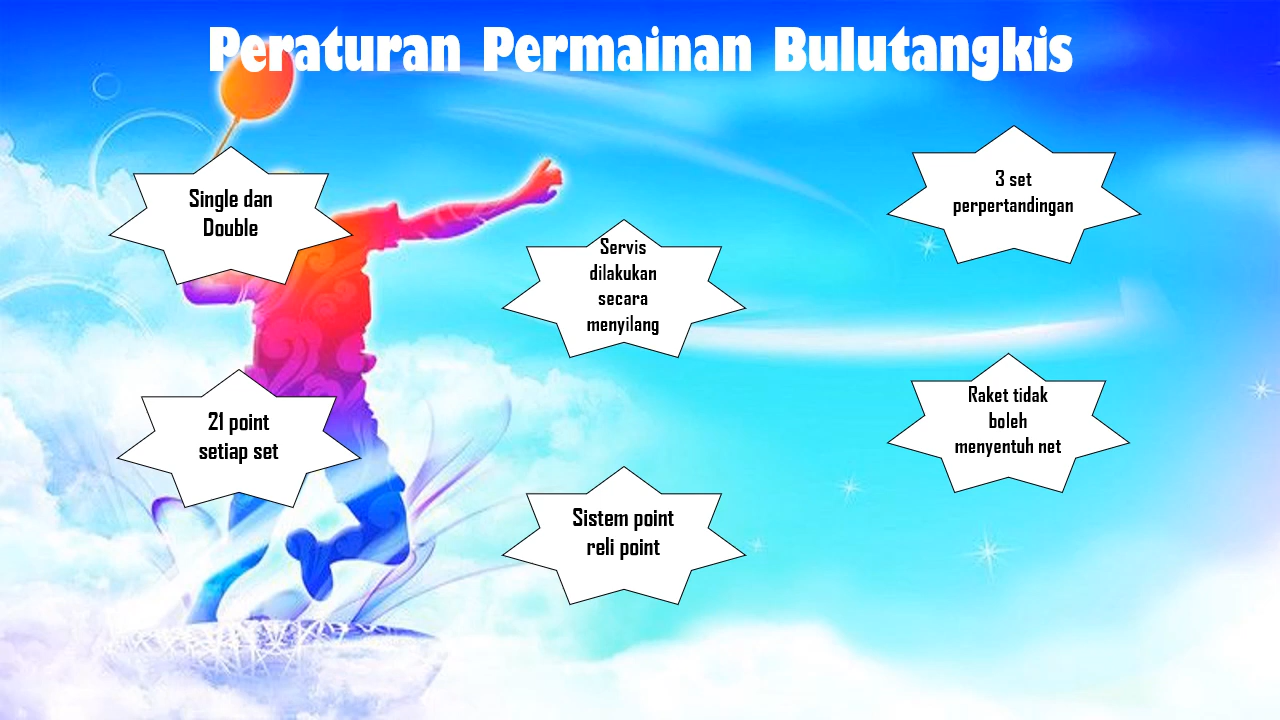 Peraturan Permainan Bulutangkis
Single dan
Double
21 point
setiap set
Servis
dilakukan
secara
menyilang
Sistem point
reli point
3 set
perpertandingan
Raket tidak
boleh
menyentuh net